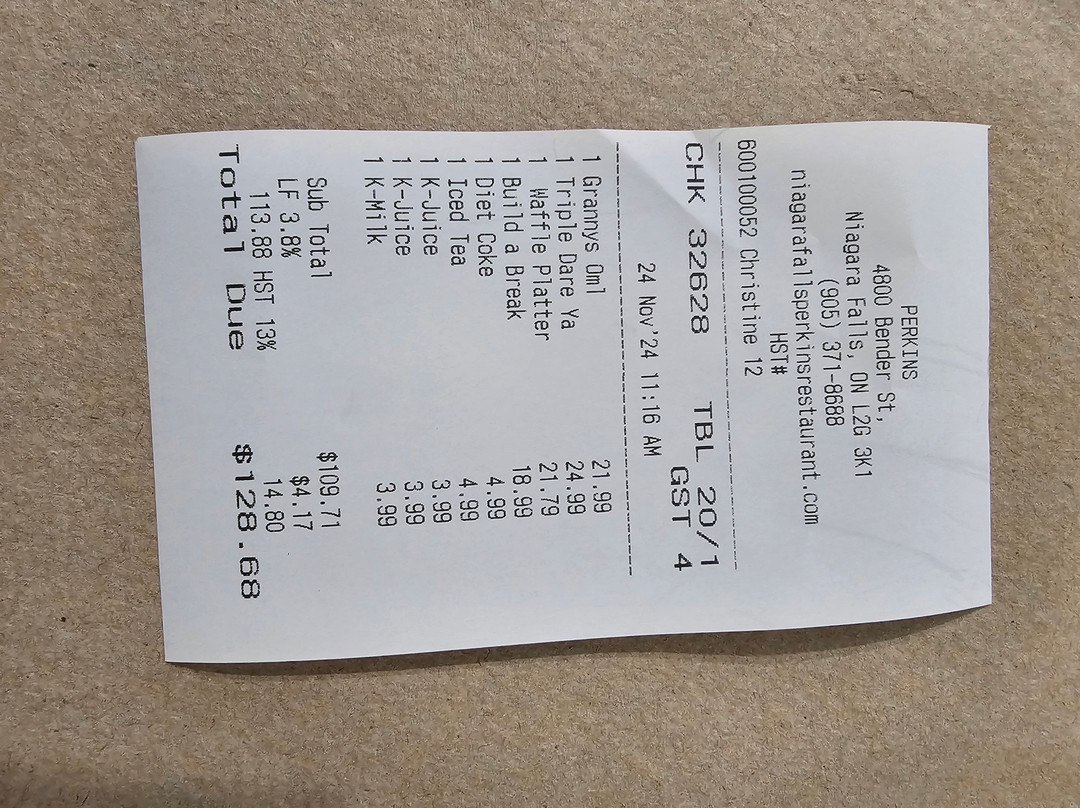 PERKINS
4800 Bender St,
Niagara Falls, ON L2G 3K1
(905) 371-8688
niagarafallsperkinsrestaurant.com
HST#
600100052 Christine 12
CHK 32628 TBL 20/1
GST 4
24 Nov'24 11:16 AM
1 Grannys Oml 21.99
1 Triple Dare Ya 24.99
1 Waffle Platter 21.79
1 Build a Break 18.99
1 Diet Coke 4.99
1 Iced Tea 4.99
1 K-Juice 3.99
1 K-Juice 3.99
1 K-Milk 3.99
Sub Total $109.71
LF 3.8% $4.17
113.88 HST 13% 14.80
Total Due $128.68